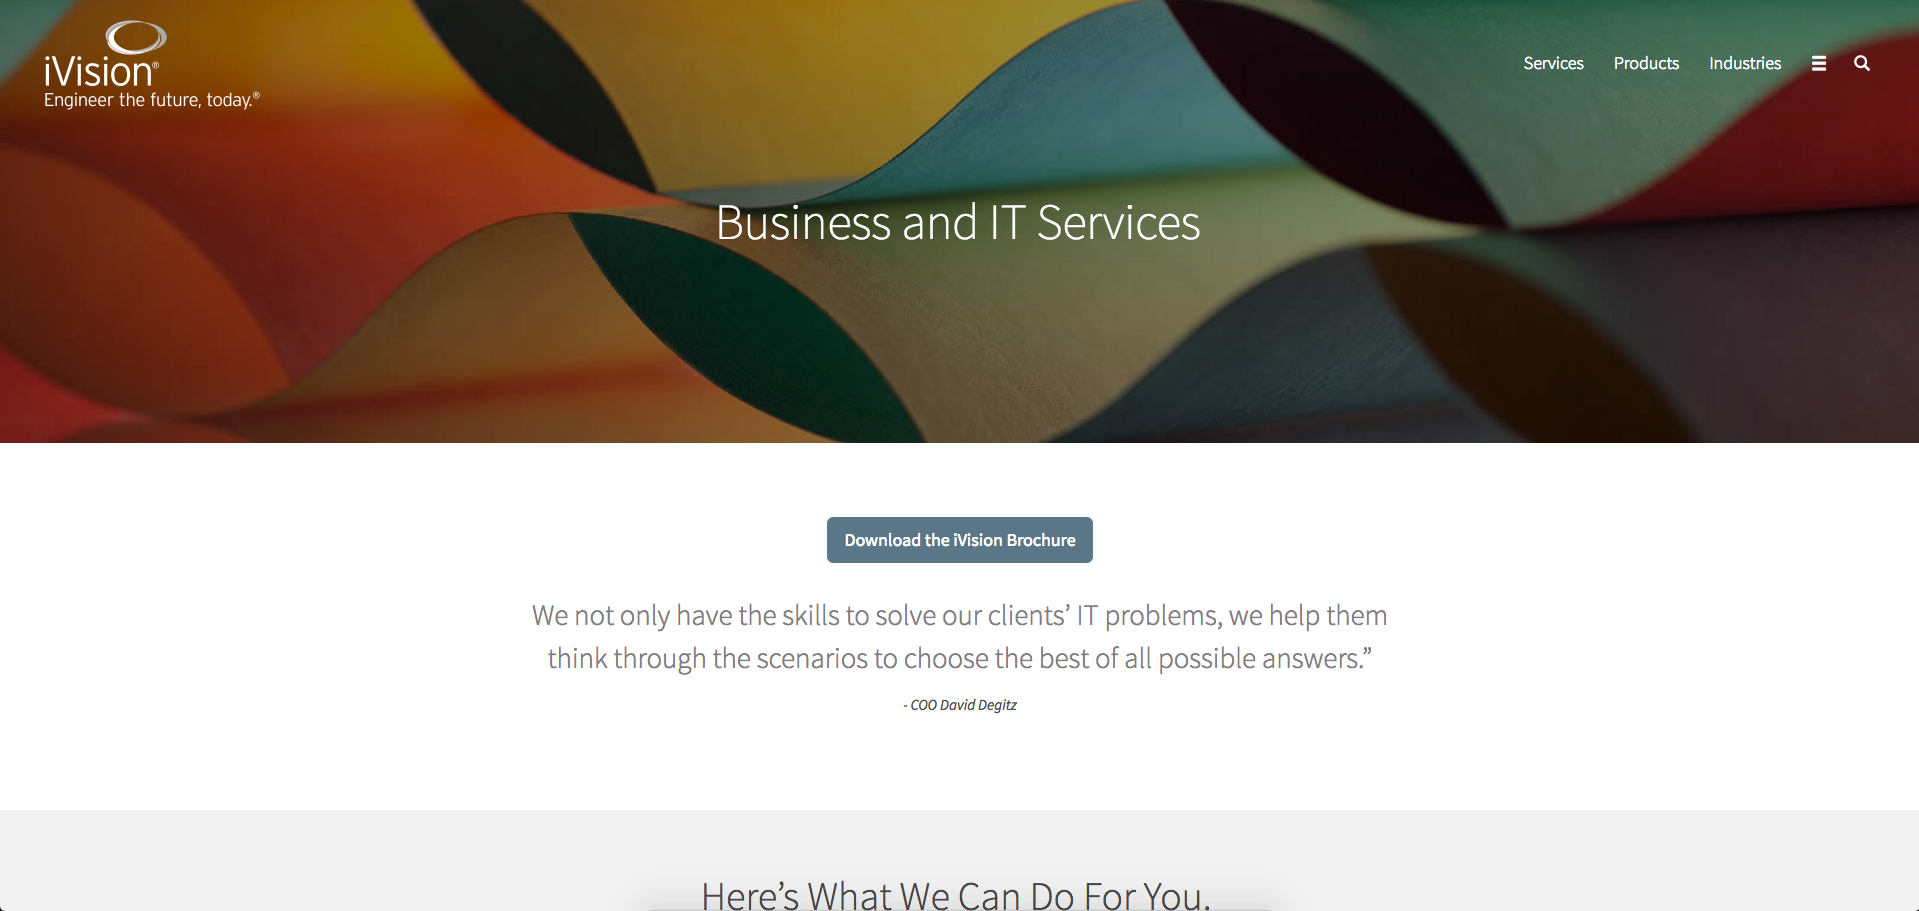 iVision®
Engineer the future, today.®
Services
Products
Industries
Business and IT Services
Download the iVision Brochure
We not only have the skills to solve our clients’ IT problems, we help them
think through the scenarios to choose the best of all possible answers.”
- COO David Degitz
Here’s What We Can Do For You.